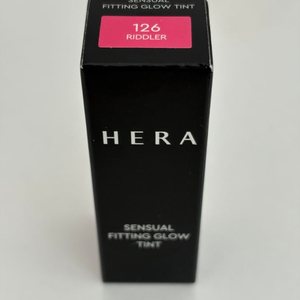 SENSUAL
FITTING GLOW TINT
126
RIDDLER
HERA
SENSUAL
FITTING GLOW
TINT